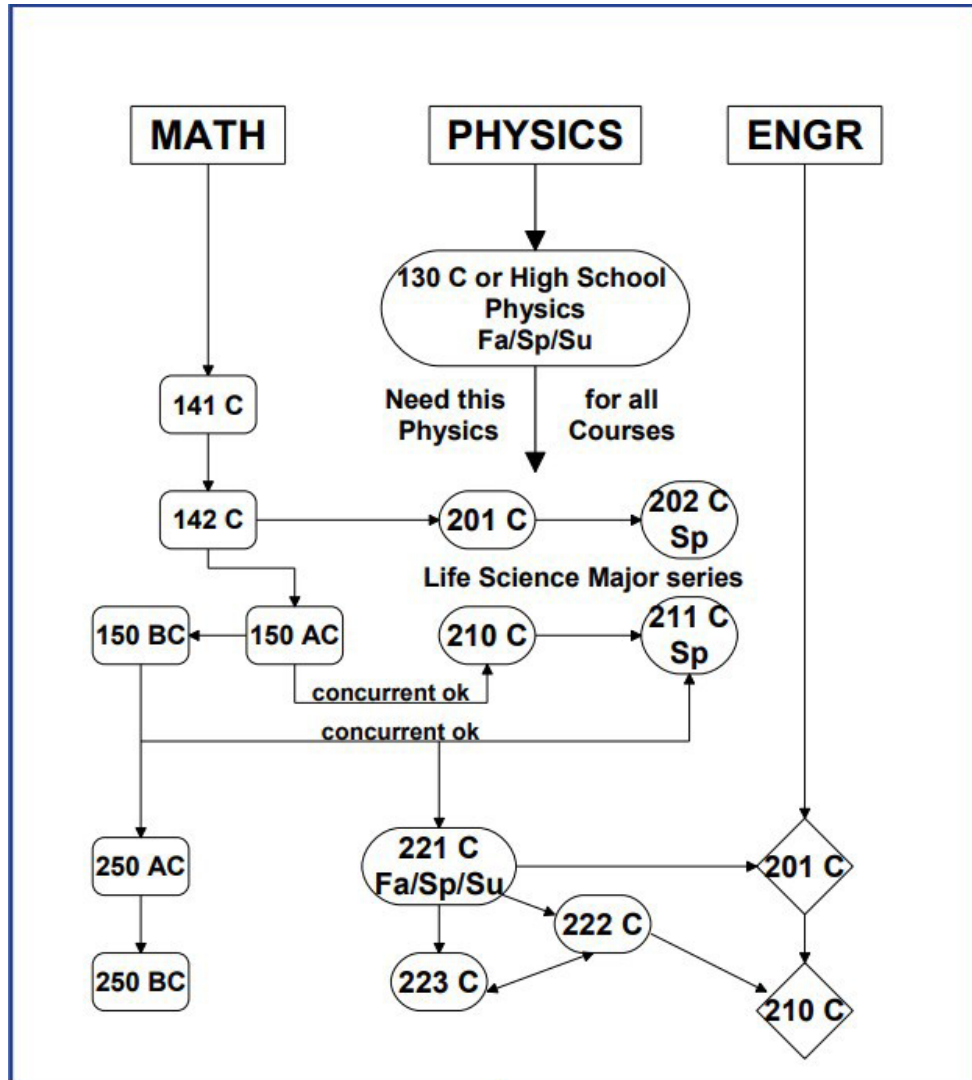 MATH
PHYSICS
ENGR
130 C or High School
Physics
Fa/Sp/Su
Need this
Physics
for all
Courses
141 C
142 C
201 C
202 C
Sp
Life Science Major series
150 BC
150 AC
210 C
211 C
Sp
concurrent ok
concurrent ok
250 AC
221 C
Fa/Sp/Su
201 C
222 C
250 BC
223 C
210 C